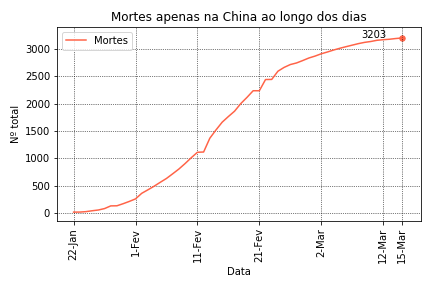 Mortes apenas na China ao longo dos dias
Mortes
3203
Nº total
3000
2500
2000
1500
1000
500
0
22-Jan
1-Fev
11-Fev
21-Fev
2-Mar
12-Mar
15-Mar
Data